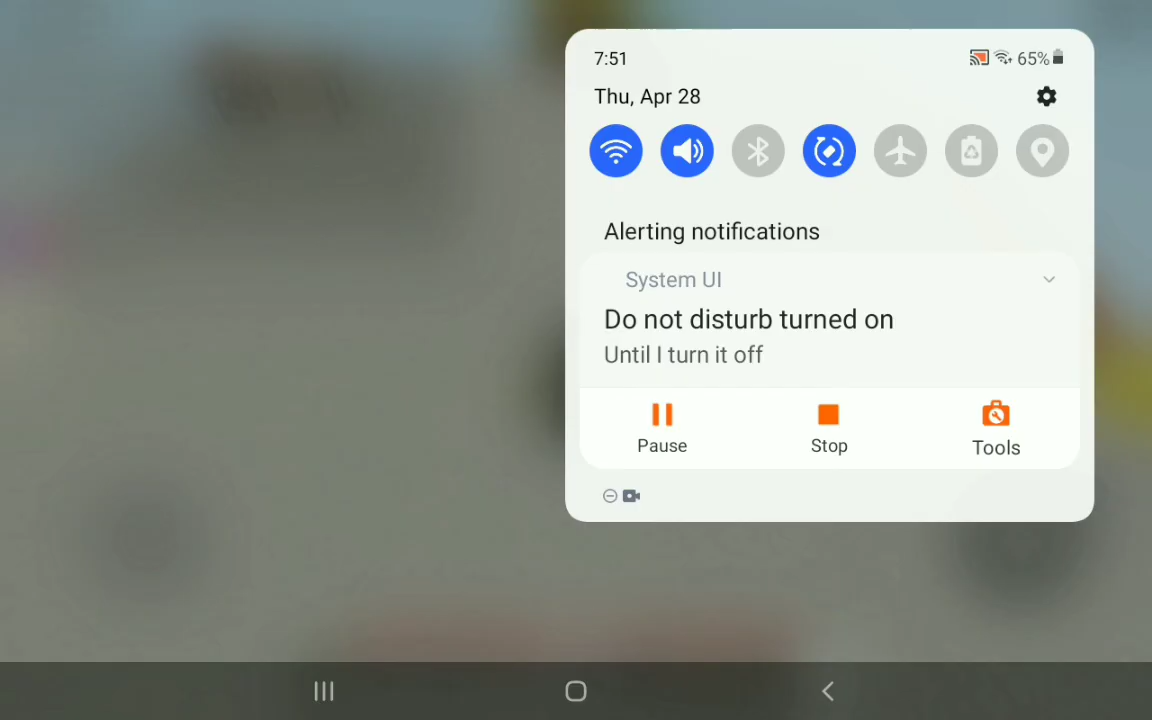 7:51
65%
Thu, Apr 28
Alerting notifications
System UI
Do not disturb turned on
Until I turn it off
Pause
Stop
Tools